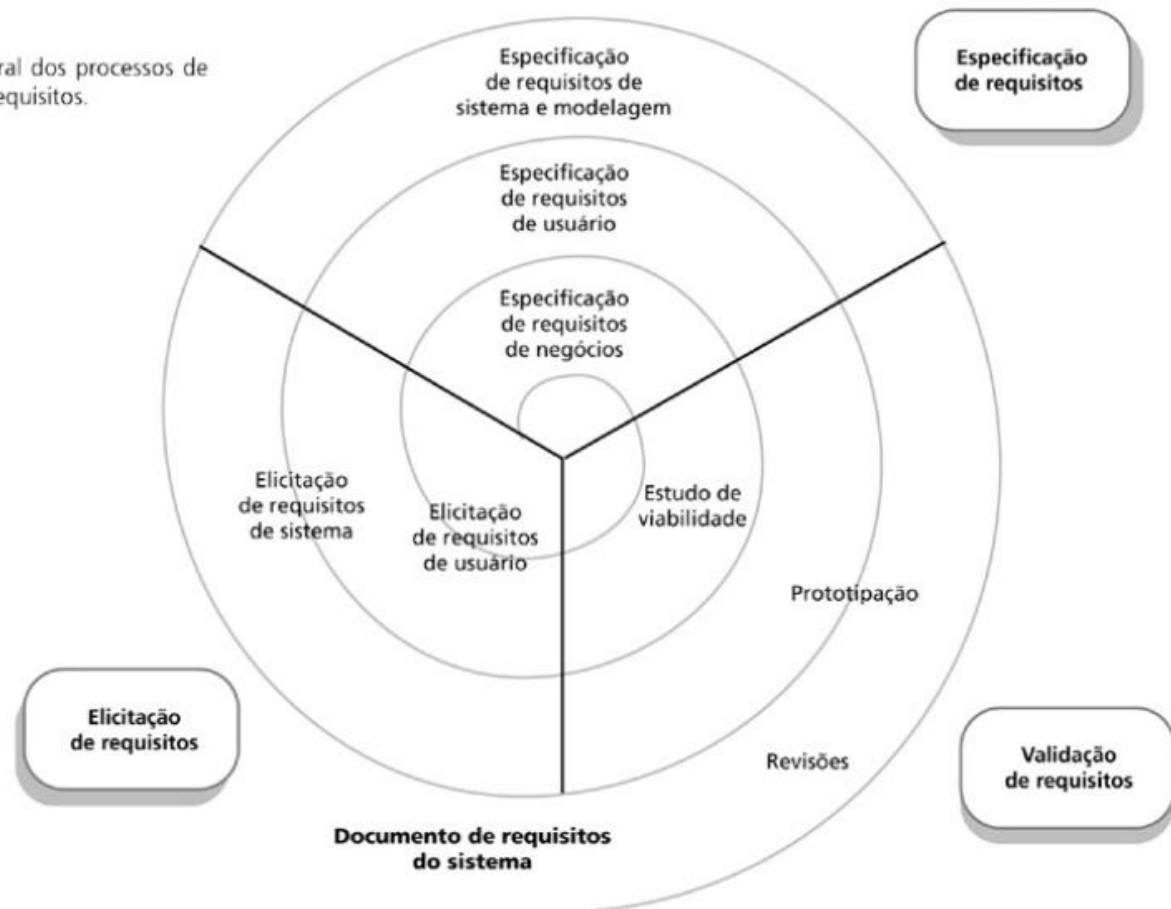 ral dos processos de
equisitos.
Especificação
de requisitos de
sistema e modelagem
Especificação
de requisitos
Especificação
de requisitos
de usuário
Especificação
de requisitos
de negócios
Elicitação
de requisitos
de sistema
Elicitação
de requisitos
de usuário
Estudo de
viabilidade
Prototipação
Elicitação
de requisitos
Revisões
Validação
de requisitos
Documento de requisitos
do sistema